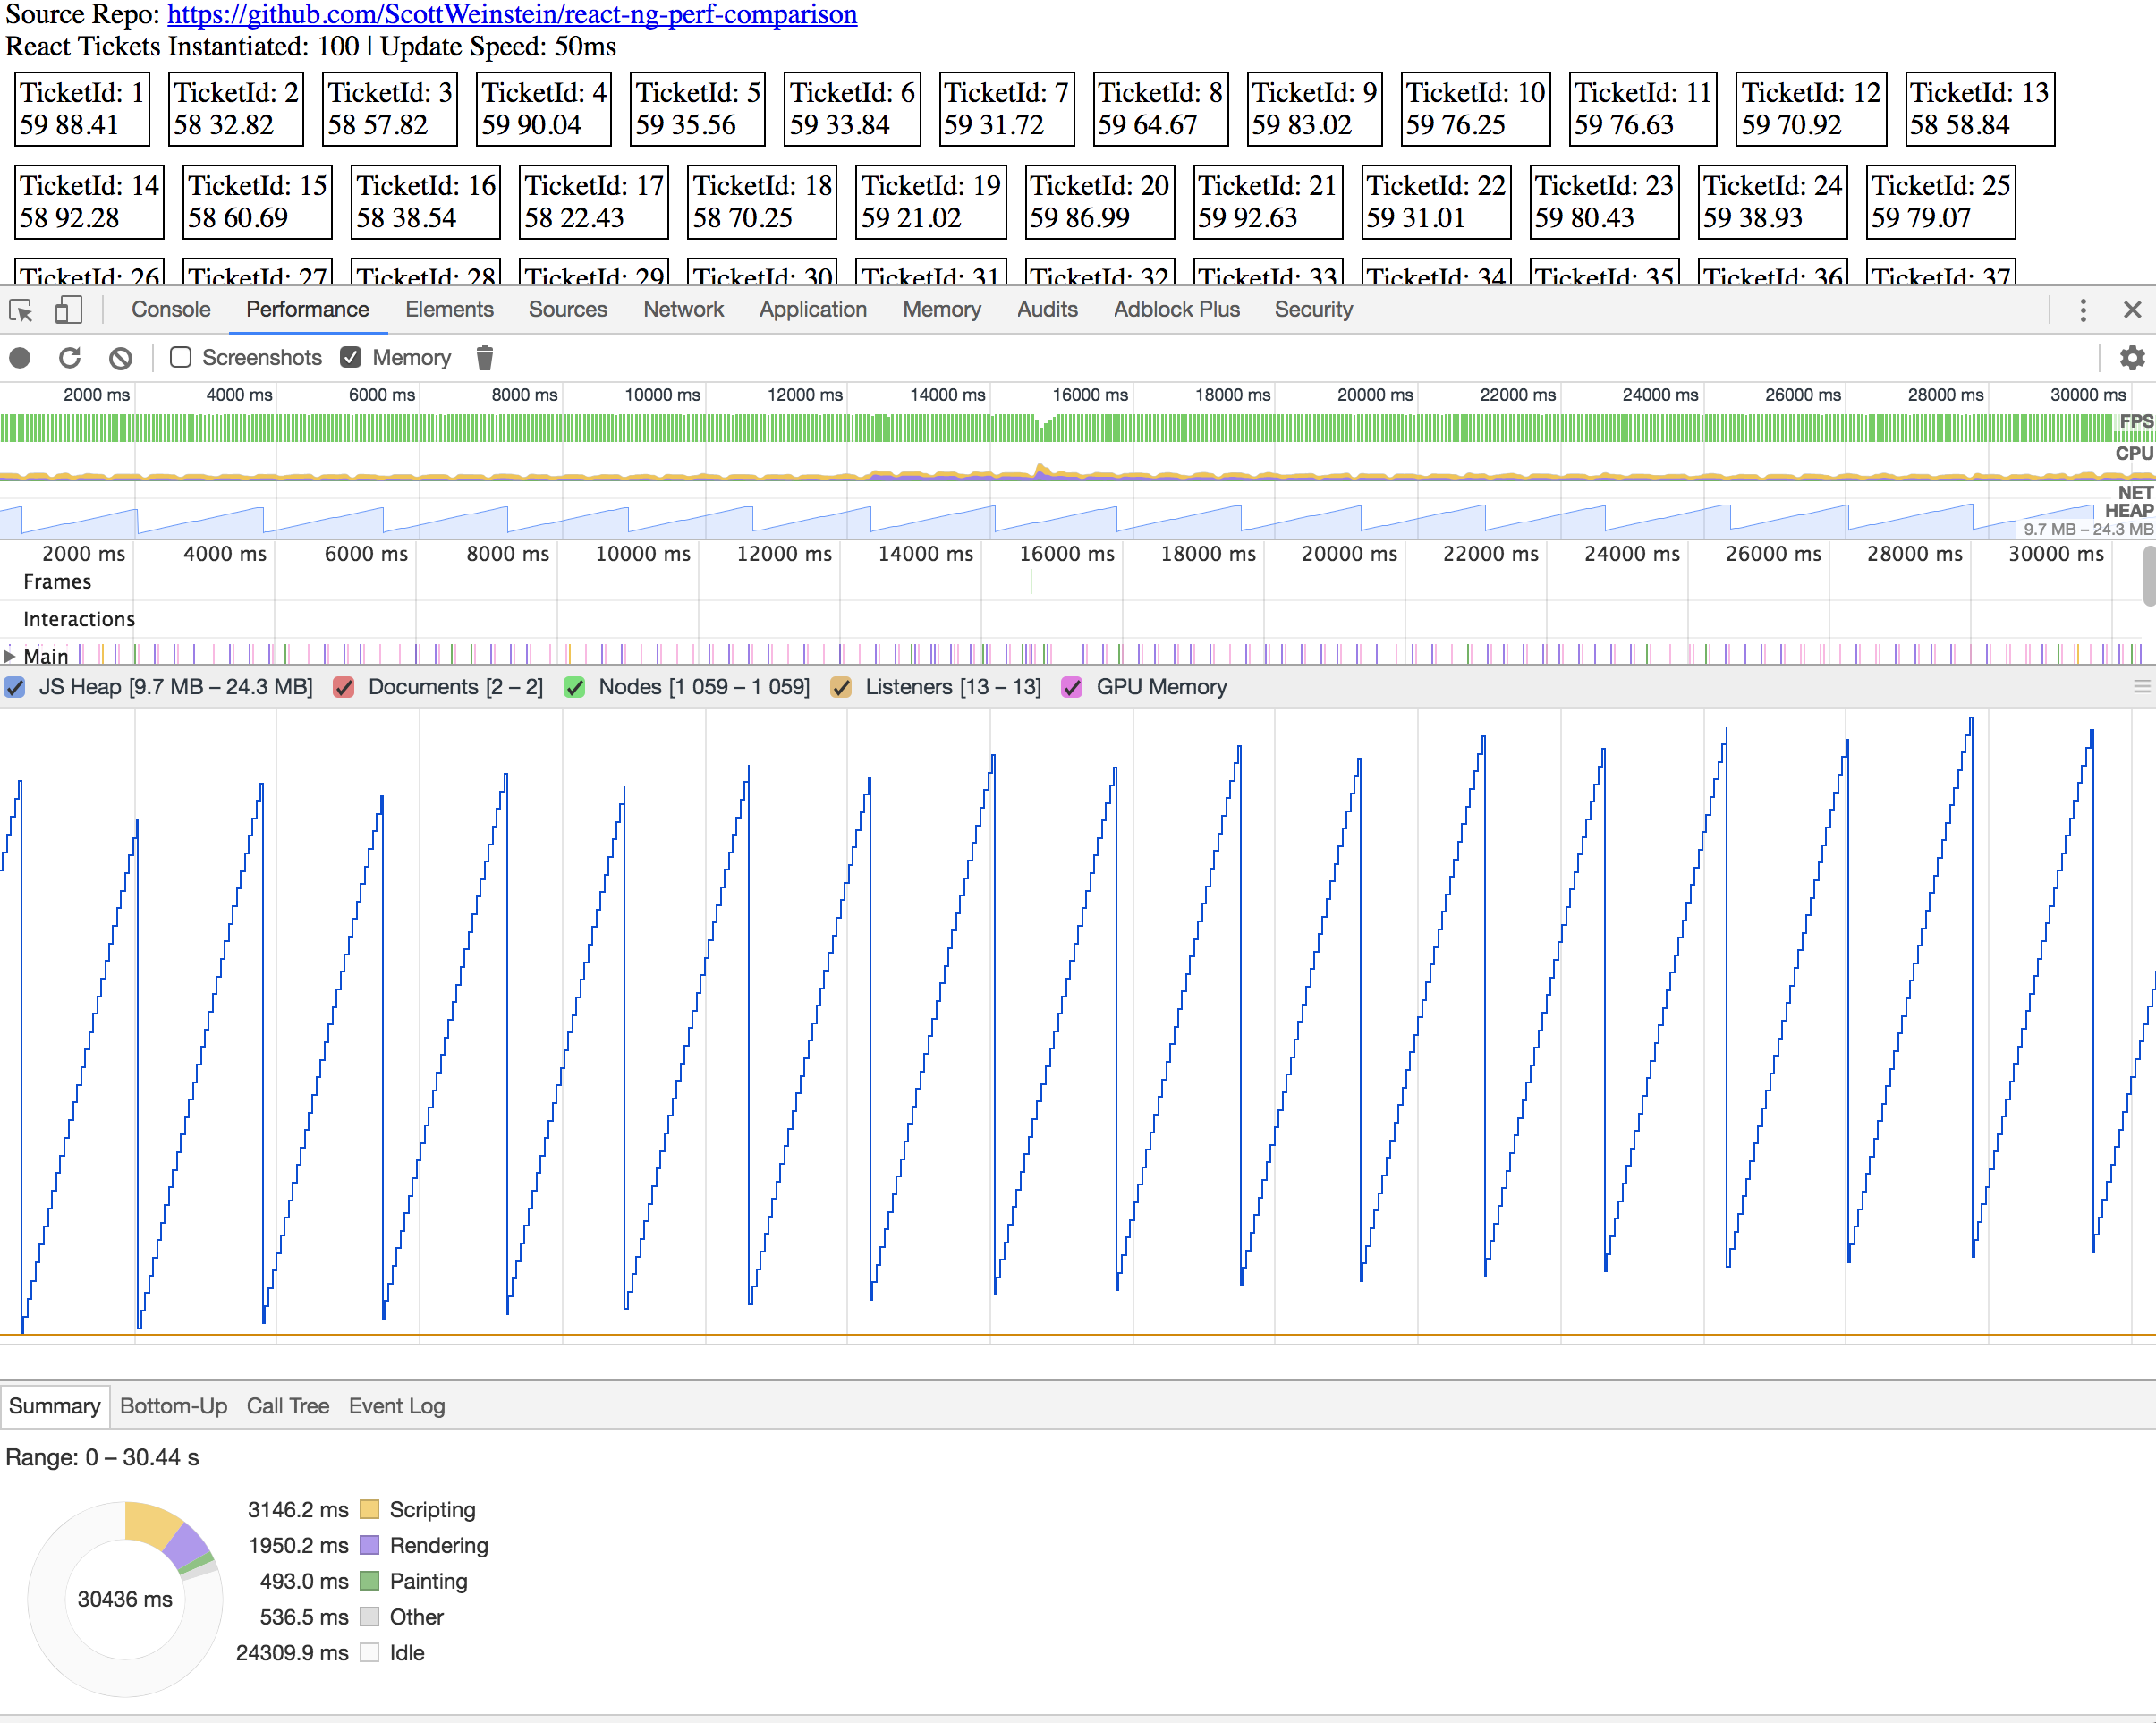 Source Repo: https://github.com/ScottWeinstein/react-ng-perf-comparison
React Tickets Instantiated: 100 | Update Speed: 50ms
TicketId: 1 TicketId: 2 TicketId: 3 TicketId: 4 TicketId: 5 TicketId: 6 TicketId: 7 TicketId: 8 TicketId: 9 TicketId: 10 TicketId: 11 TicketId: 12 TicketId: 13
59 88.41 58 32.82 58 57.82 59 90.04 59 35.56 59 33.84 59 31.72 59 64.67 59 83.02 59 76.25 59 76.63 59 70.92 58 58.84
TicketId: 14 TicketId: 15 TicketId: 16 TicketId: 17 TicketId: 18 TicketId: 19 TicketId: 20 TicketId: 21 TicketId: 22 TicketId: 23 TicketId: 24 TicketId: 25
58 92.28 58 60.69 58 38.54 58 22.43 58 70.25 59 21.02 59 86.99 59 92.63 59 31.01 59 80.43 59 38.93 59 79.07
TicketId: 26 TicketId: 27 TicketId: 28 TicketId: 29 TicketId: 30 TicketId: 31 TicketId: 32 TicketId: 33 TicketId: 34 TicketId: 35 TicketId: 36 TicketId: 37
Console Performance Elements Sources Network Application Memory Audits Adblock Plus Security
Screenshots Memory
2000 ms 4000 ms 6000 ms 8000 ms 10000 ms 12000 ms 14000 ms 16000 ms 18000 ms 20000 ms 22000 ms 24000 ms 26000 ms 28000 ms 30000 ms
FPS
CPU
NET
HEAP
9.7 MB – 24.3 MB
2000 ms 4000 ms 6000 ms 8000 ms 10000 ms 12000 ms 14000 ms 16000 ms 18000 ms 20000 ms 22000 ms 24000 ms 26000 ms 28000 ms 30000 ms
Frames
Interactions
Main
JS Heap [9.7 MB – 24.3 MB] Documents [2 – 2] Nodes [1 059 – 1 059] Listeners [13 – 13] GPU Memory
Summary Bottom-Up Call Tree Event Log
Range: 0 – 30.44 s
3146.2 ms Scripting
1950.2 ms Rendering
493.0 ms Painting
30436 ms
536.5 ms Other
24309.9 ms Idle